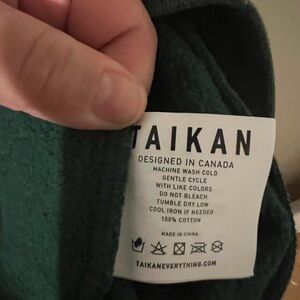 TAIKAN
DESIGNED IN CANADA
MACHINE WASH COLD
GENTLE CYCLE
WITH LIKE COLORS
DO NOT BLEACH
TUMBLE DRY LOW
COOL IRON IF NEEDED
100% COTTON
MADE IN CHINA
TAIKANEVERYTHING.COM